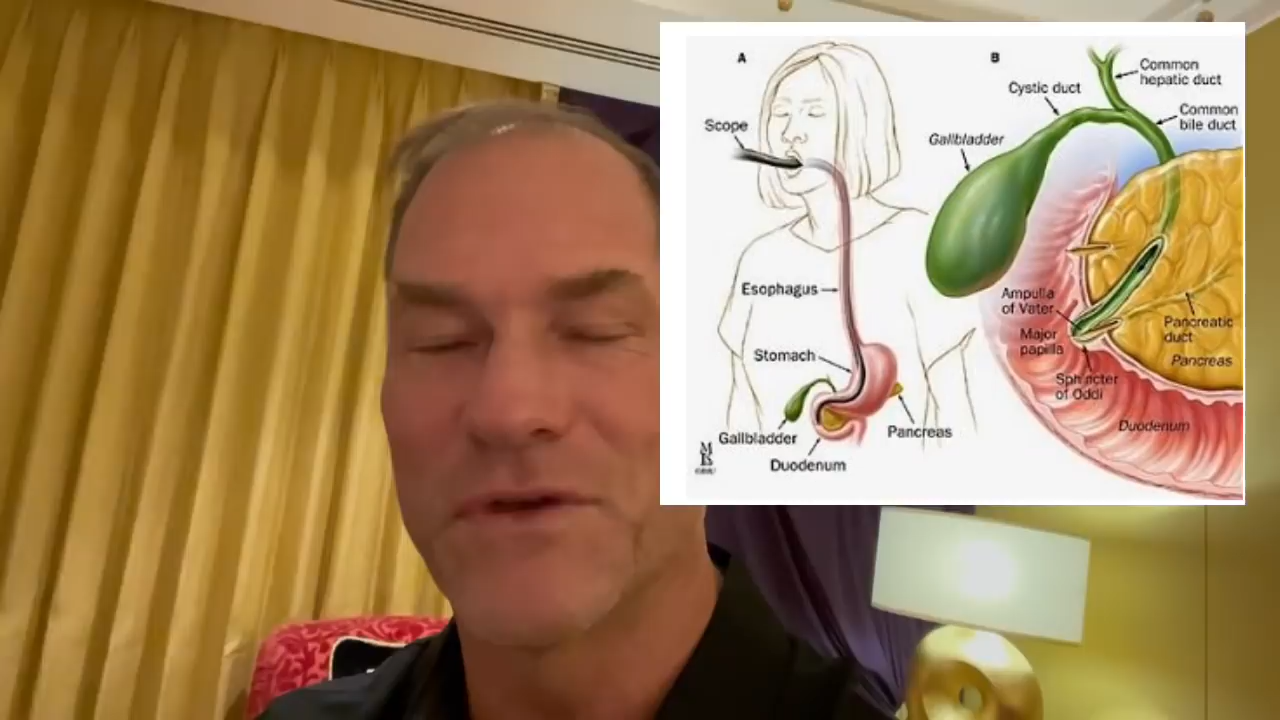 A
Scope
Esophagus
Stomach
Gallbladder
Duodenum
Pancreas
B
Common
hepatic duct
Cystic duct
Common
bile duct
Gallbladder
Ampulla
of Vater
Major
papilla
Sphincter
of Oddi
Pancreatic
duct
Pancreas
Duodenum